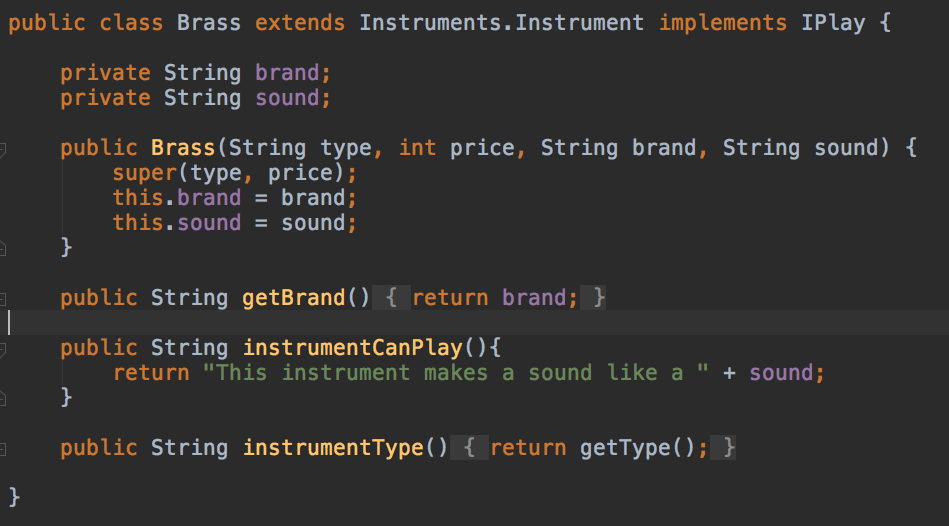 public class Brass extends Instruments.Instrument implements IPlay {
private String brand;
private String sound;
public Brass(String type, int price, String brand, String sound) {
super(type, price);
this.brand = brand;
this.sound = sound;
}
public String getBrand() { return brand; }
public String instrumentCanPlay(){
return "This instrument makes a sound like a " + sound;
}
public String instrumentType() { return getType(); }
}